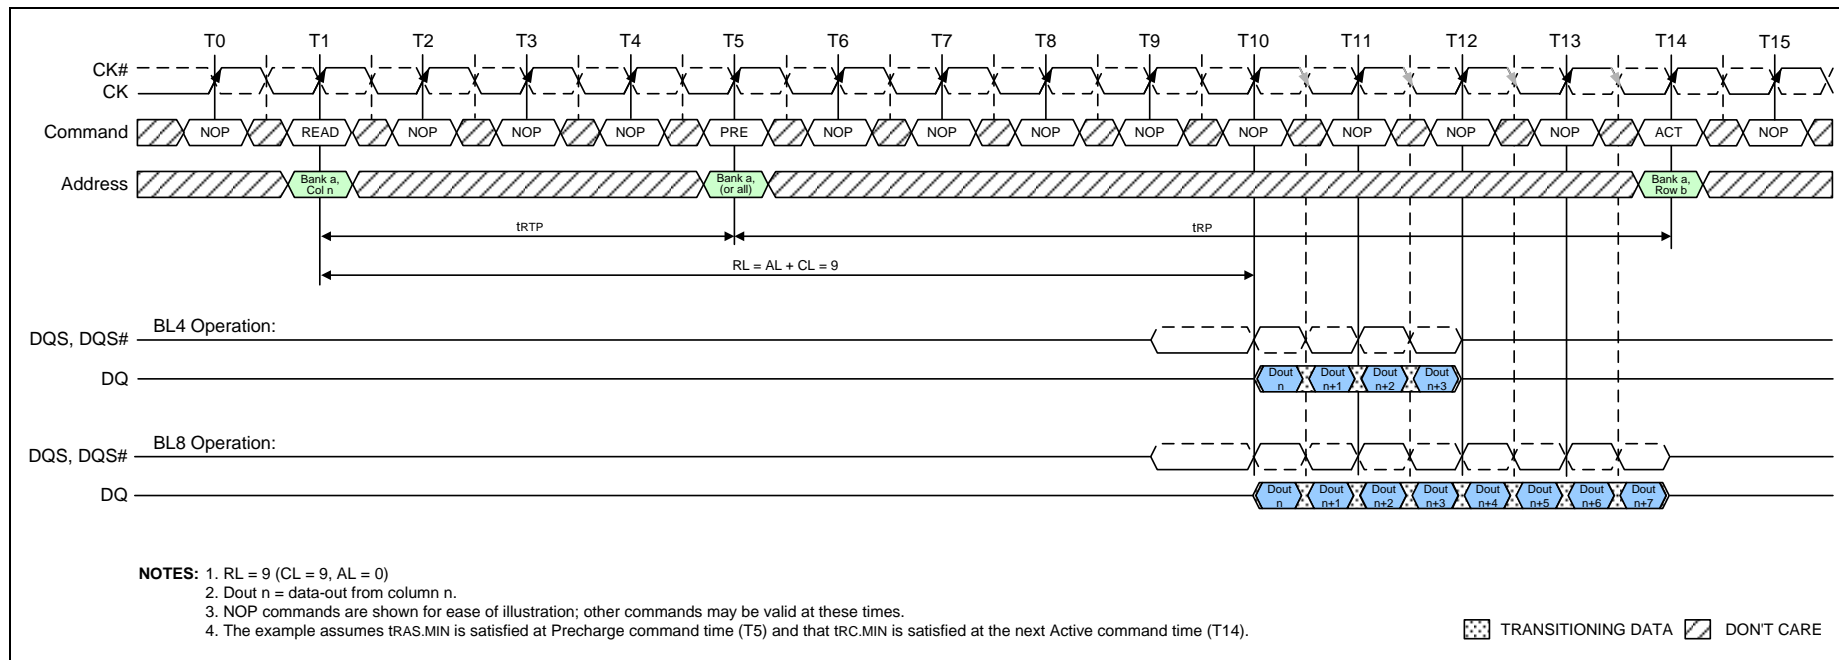 T0 T1 T2 T3 T4 T5 T6 T7 T8 T9 T10 T11 T12 T13 T14 T15
CK#
CK
Command NOP READ NOP NOP NOP PRE NOP NOP NOP NOP NOP NOP NOP NOP ACT NOP
Address Bank a, Col n Bank a, (or all) Bank a, Row b
tRTP tRP
RL = AL + CL = 9
BL4 Operation:
DQS, DQS#
DQ Dout n Dout n+1 Dout n+2 Dout n+3
BL8 Operation:
DQS, DQS#
DQ Dout n Dout n+1 Dout n+2 Dout n+3 Dout n+4 Dout n+5 Dout n+6 Dout n+7
NOTES: 1. RL = 9 (CL = 9, AL = 0)
2. Dout n = data-out from column n.
3. NOP commands are shown for ease of illustration; other commands may be valid at these times.
4. The example assumes tRAS.MIN is satisfied at Precharge command time (T5) and that tRC.MIN is satisfied at the next Active command time (T14).
TRANSITIONING DATA DON'T CARE